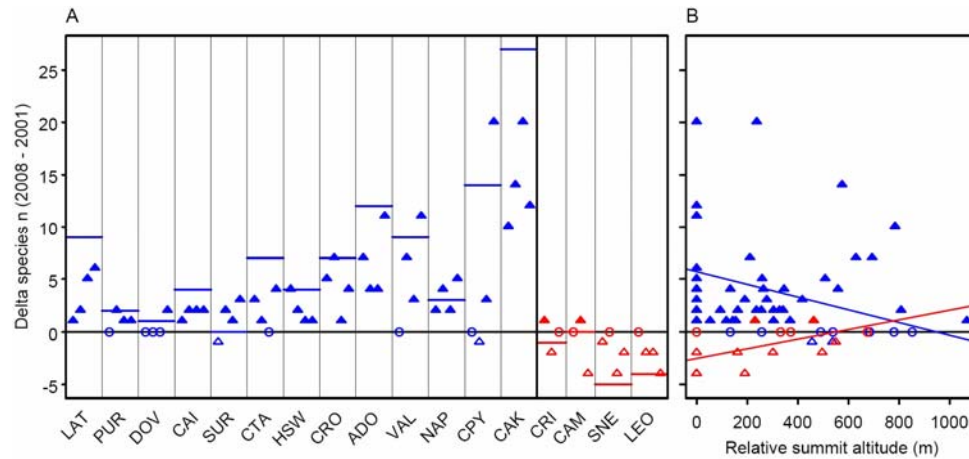 A
B
Delta species n (2008 - 2001)
25
20
15
10
5
0
-5
LAT PUR DOV CAI SUR CTA HSW CRO ADO VAL NAP CPY CAK CRI CAM SNE LEO
0 200 400 600 800 1000
Relative summit altitude (m)